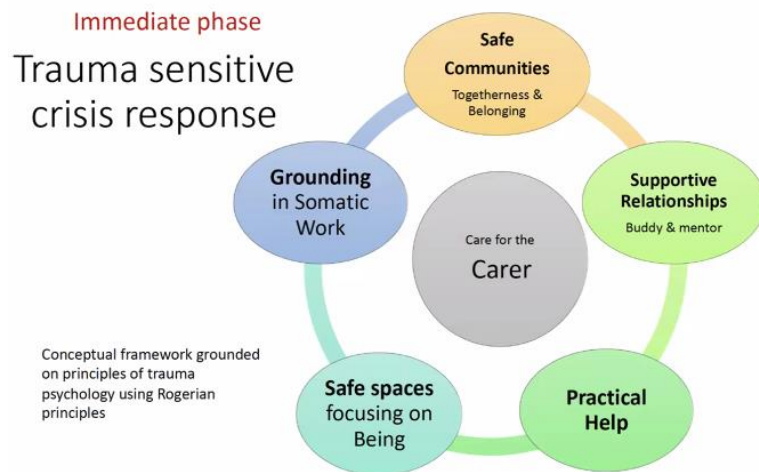 Immediate phase
Trauma sensitive
crisis response
Safe
Communities
Togetherness &
Belonging
Supportive
Relationships
Buddy & mentor
Practical
Help
Safe spaces
focusing on
Being
Grounding
in Somatic
Work
Care for the
Carer
Conceptual framework grounded
on principles of trauma
psychology using Rogerian
principles